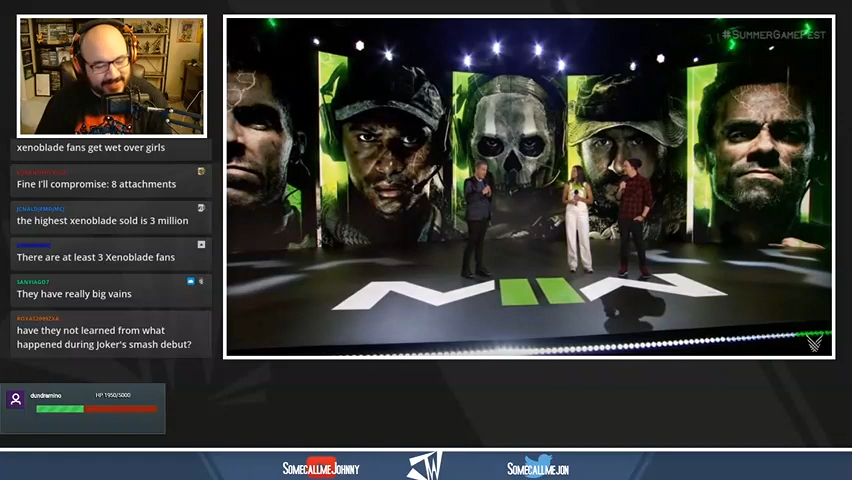 #SUMMERGAMEFEST
xenoblade fans get wet over girls
Fine I'll compromise: 8 attachments
the highest xenoblade sold is 3 million
There are at least 3 Xenoblade fans
SANYIAGO7
They have really big vains
have they not learned from what
happened during Joker's smash debut?
dundremino HP 1950/5000
SOMECALLMEJOHNNY
SOMECALLMEJON